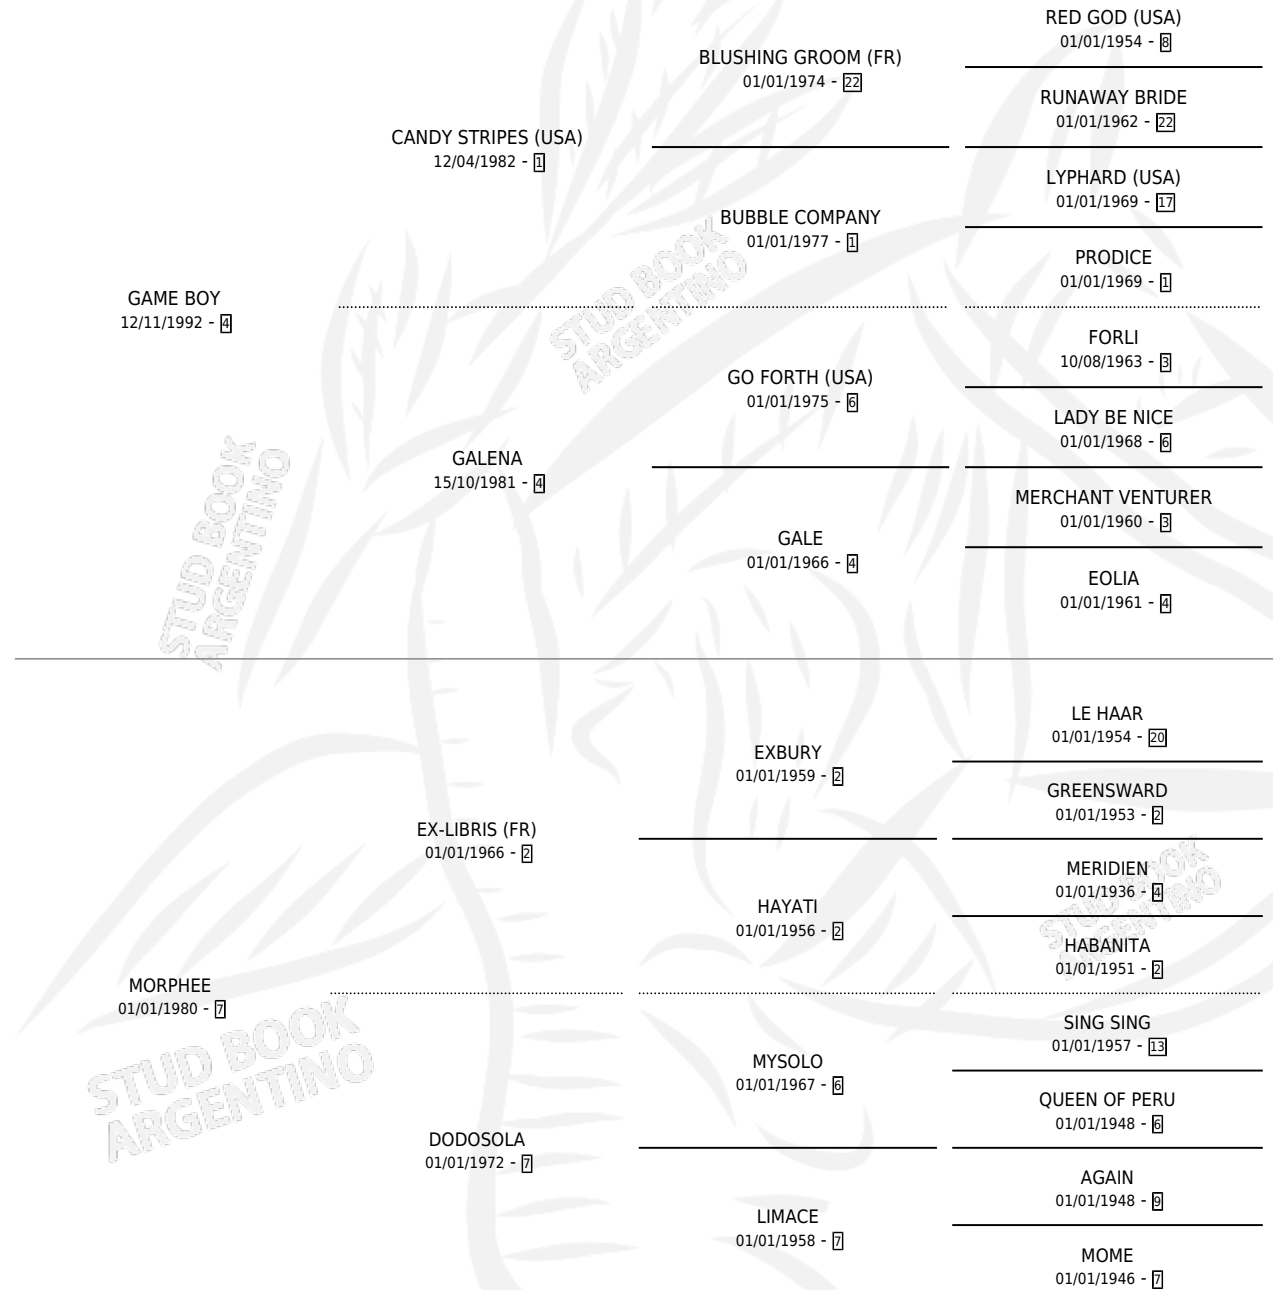 RED GOD (USA)
01/01/1954 - 8
BLUSHING GROOM (FR)
01/01/1974 - 22
RUNAWAY BRIDE
01/01/1962 - 22
CANDY STRIPES (USA)
12/04/1982 - 1
LYPHARD (USA)
01/01/1969 - 17
BUBBLE COMPANY
01/01/1977 - 1
PRODICE
01/01/1969 - 1
GAME BOY
12/11/1992 - 4
FORLI
10/08/1963 - 3
GO FORTH (USA)
01/01/1975 - 6
LADY BE NICE
01/01/1968 - 6
GALENA
15/10/1981 - 4
MERCHANT VENTURER
01/01/1960 - 3
GALE
01/01/1966 - 4
EOLIA
01/01/1961 - 4
STUD BOOK
ARGENTINO
STUD BOOK
ARGENTINO
LE HAAR
01/01/1954 - 20
EXBURY
01/01/1959 - 2
GREENSWARD
01/01/1953 - 2
EX-LIBRIS (FR)
01/01/1966 - 2
MERIDIEN
01/01/1936 - 4
HAYATI
01/01/1956 - 2
HABANITA
01/01/1951 - 2
MORPHEE
01/01/1980 - 7
SING SING
01/01/1957 - 13
MYSOLO
01/01/1967 - 6
QUEEN OF PERU
01/01/1948 - 6
DODOSOLA
01/01/1972 - 7
AGAIN
01/01/1948 - 9
LIMACE
01/01/1958 - 7
MOME
01/01/1946 - 7
STUD BOOK
ARGENTINO
STUD BOOK
ARGENTINO